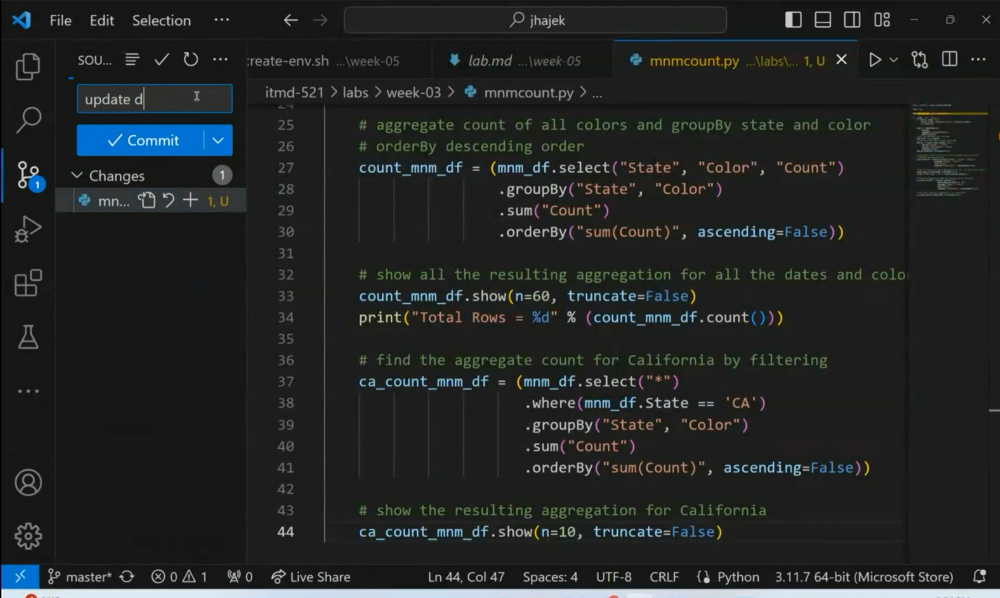 File Edit Selection ...
jhajek
SOU...
create-env.sh ...\week-05
lab.md ...\week-05
mnmcount.py ...\labs\... 1, U
update d
itmd-521 > labs > week-03 > mnmcount.py > ...
Commit
Changes 1
mn... 1, U
1
24
25 # aggregate count of all colors and groupBy state and color
26 # orderBy descending order
27 count_mnm_df = (mnm_df.select("State", "Color", "Count")
28 .groupBy("State", "Color")
29 .sum("Count")
30 .orderBy("sum(Count)", ascending=False))
31
32 # show all the resulting aggregation for all the dates and colo
33 count_mnm_df.show(n=60, truncate=False)
34 print("Total Rows = %d" % (count_mnm_df.count()))
35
36 # find the aggregate count for California by filtering
37 ca_count_mnm_df = (mnm_df.select("*")
38 .where(mnm_df.State == 'CA')
39 .groupBy("State", "Color")
40 .sum("Count")
41 .orderBy("sum(Count)", ascending=False))
42
43 # show the resulting aggregation for California
44 ca_count_mnm_df.show(n=10, truncate=False)
master* 0 1 0 Live Share Ln 44, Col 47 Spaces: 4 UTF-8 CRLF Python 3.11.7 64-bit (Microsoft Store)